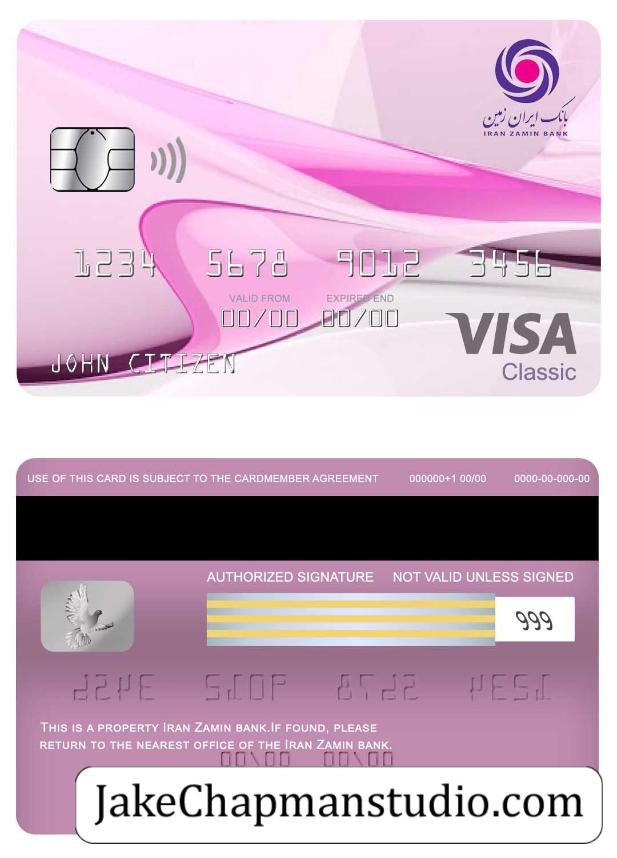 بانک ایران زمین
IRAN ZAMIN BANK
1234 5678 9012 3456
VALID FROM EXPIRED END
00/00 00/00
VISA
JOHN CITIZEN
Classic
USE OF THIS CARD IS SUBJECT TO THE CARDMEMBER AGREEMENT 000000+1 00/00 0000-00-000-00
AUTHORIZED SIGNATURE NOT VALID UNLESS SIGNED
999
THIS IS A PROPERTY IRAN ZAMIN BANK.IF FOUND, PLEASE
RETURN TO THE NEAREST OFFICE OF THE IRAN ZAMIN BANK.
JakeChapmanstudio.com